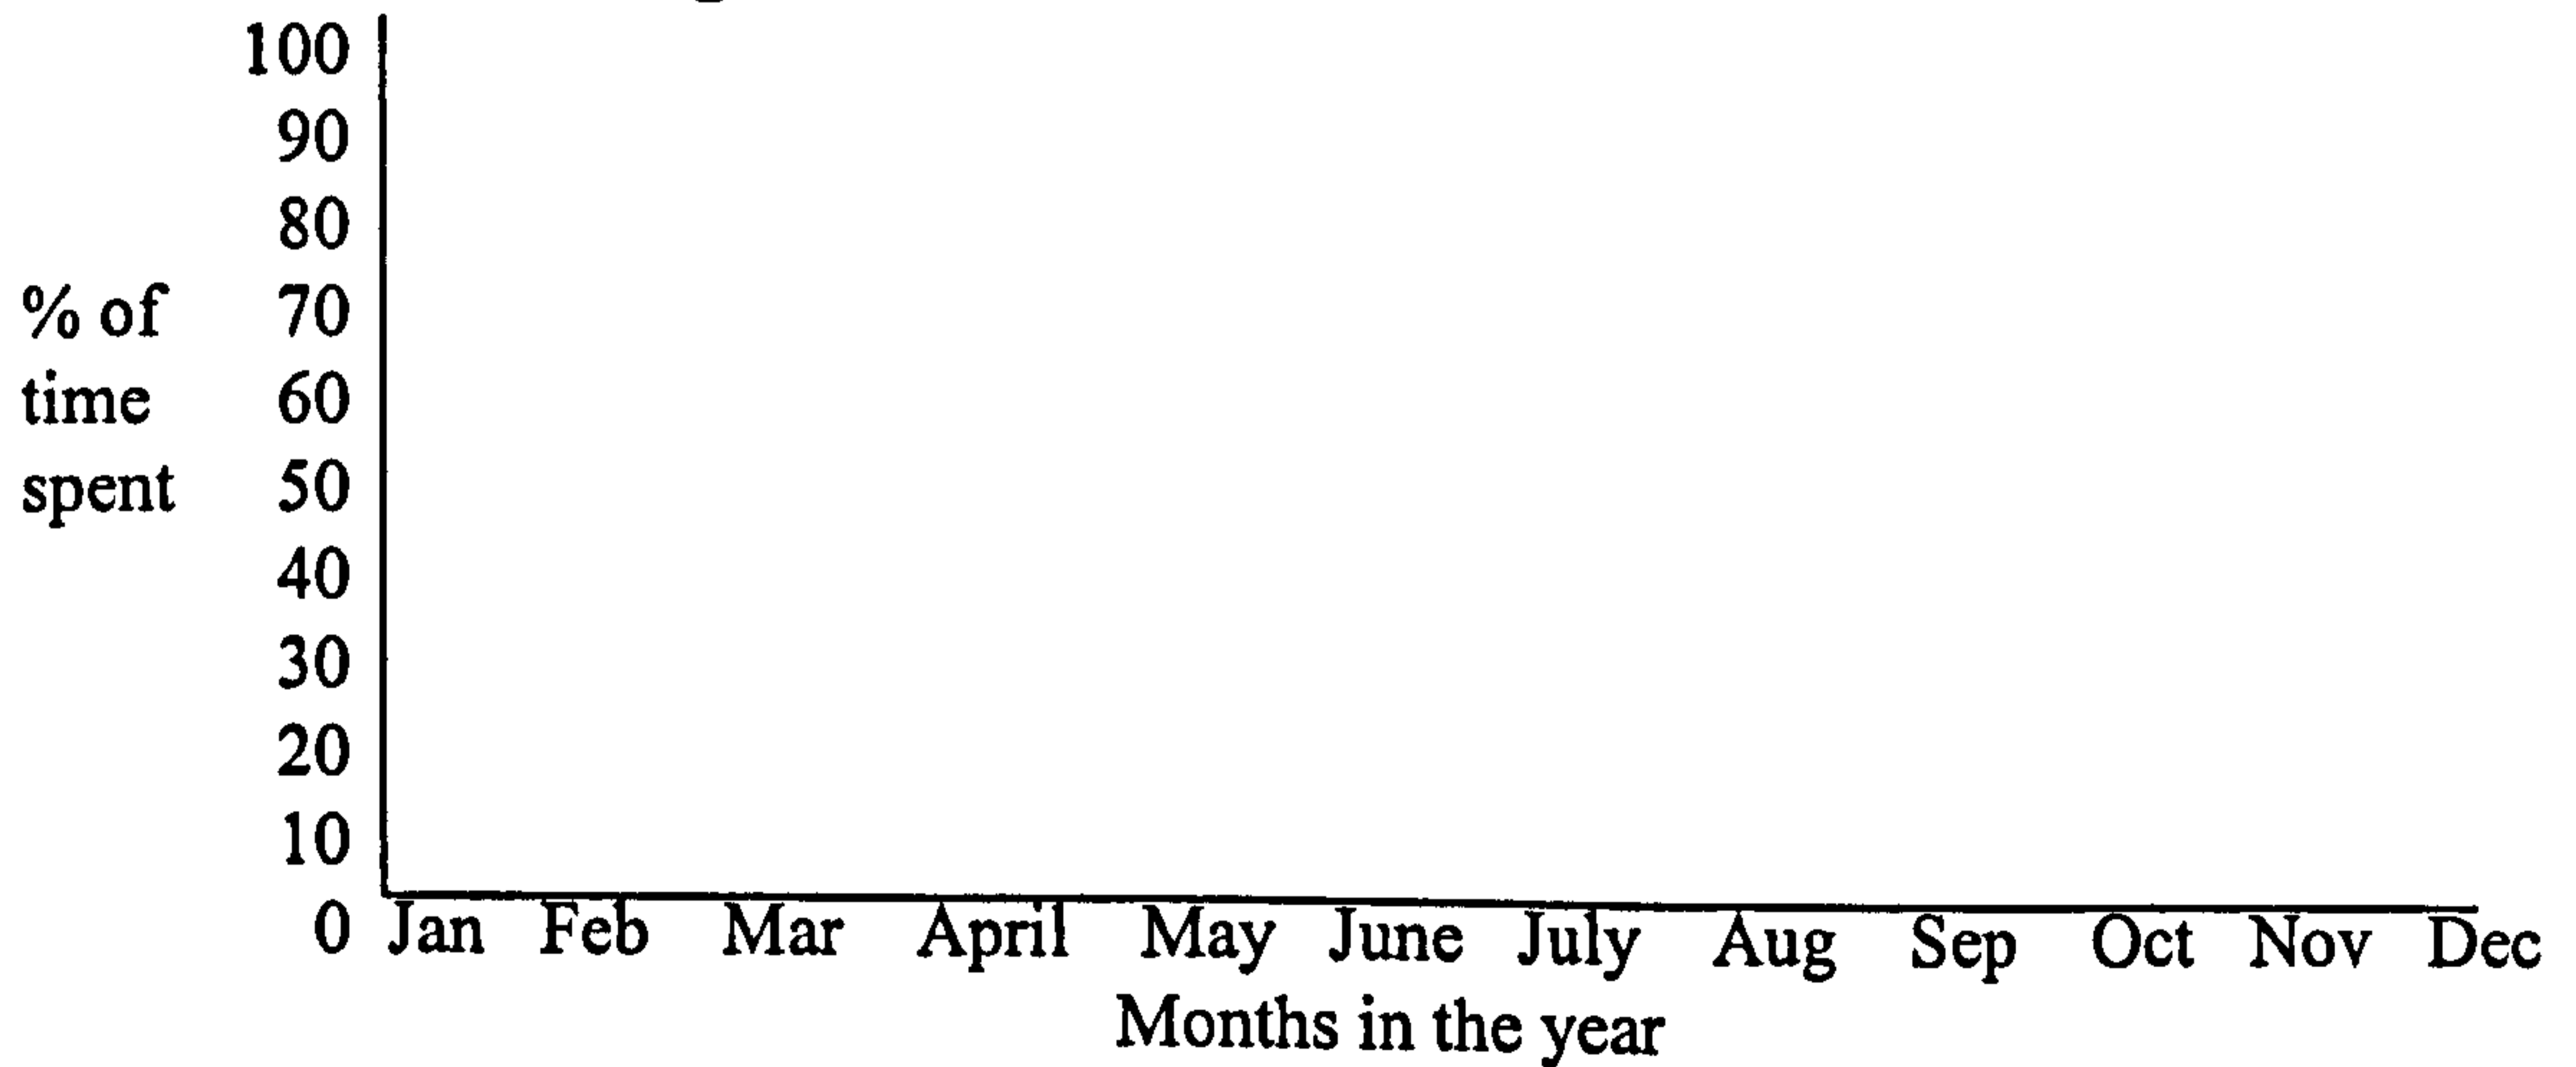 100
90
80
% of 70
time 60
spent 50
40
30
20
10
0 Jan Feb Mar April May June July Aug Sep Oct Nov Dec
Months in the year